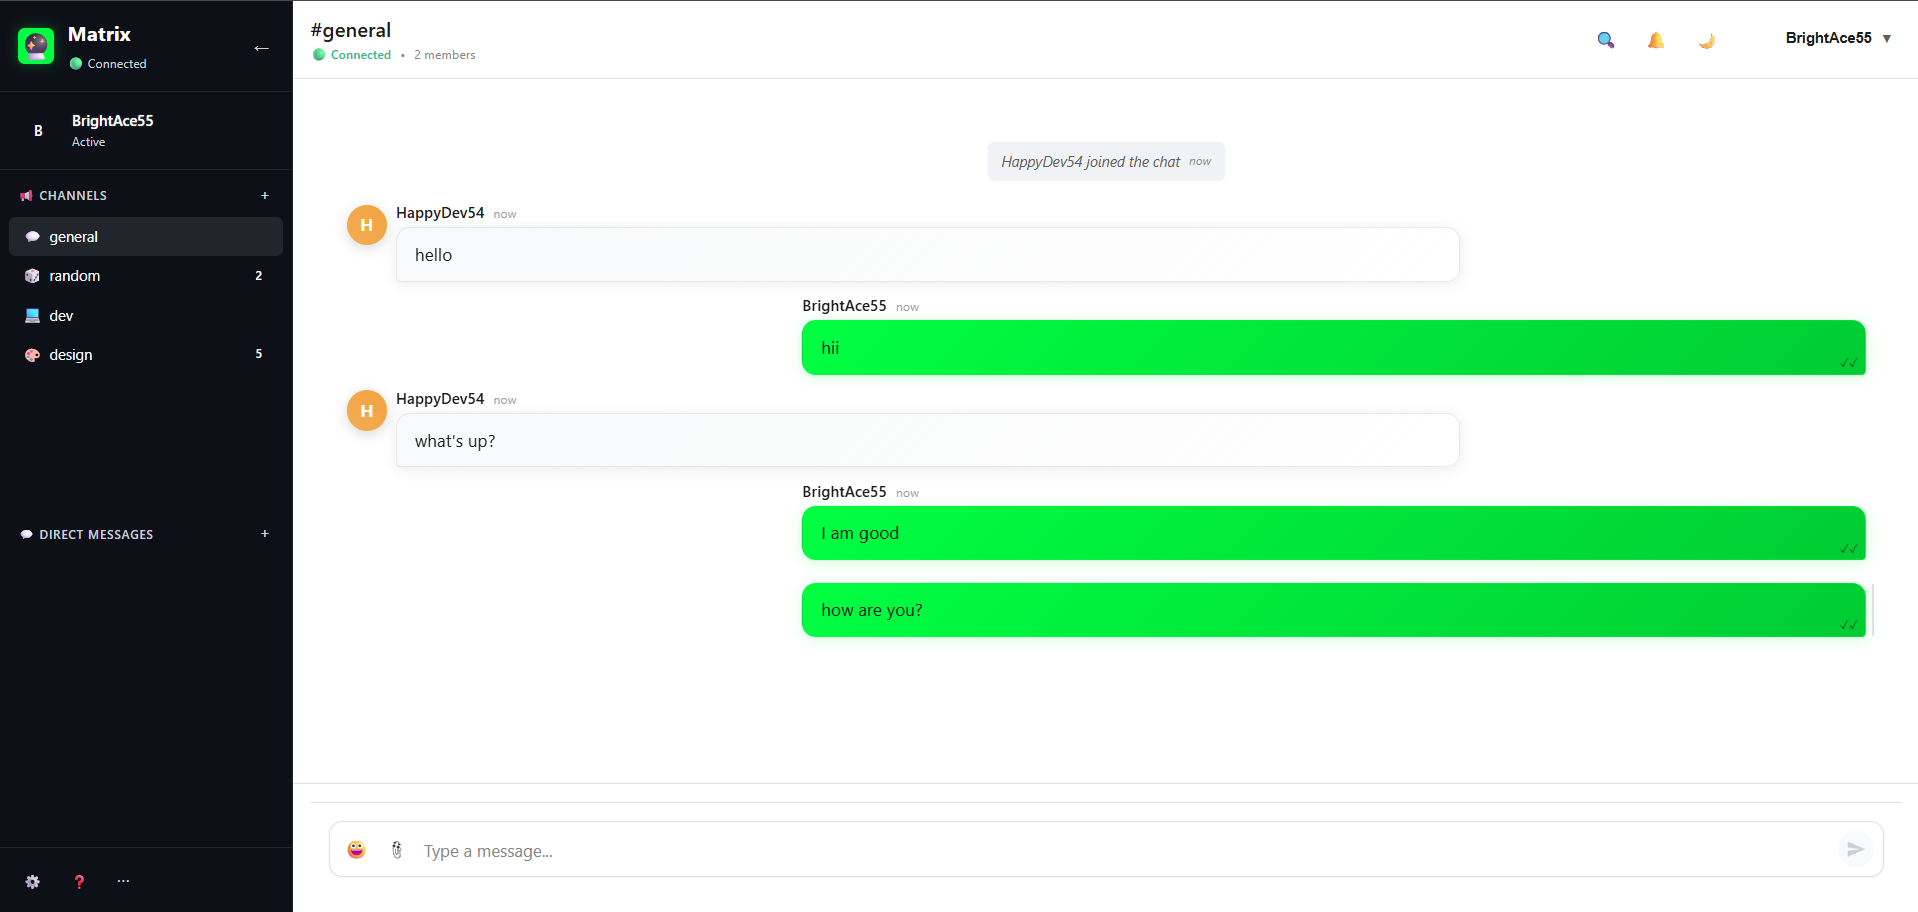 Matrix
Connected
BrightAce55
B
Active
CHANNELS +
general
random 2
dev
design 5
DIRECT MESSAGES +
#general
Connected • 2 members
BrightAce55 ▼
HappyDev54 joined the chat now
H
HappyDev54 now
hello
BrightAce55 now
hii
H
HappyDev54 now
what's up?
BrightAce55 now
I am good
how are you?
Type a message...